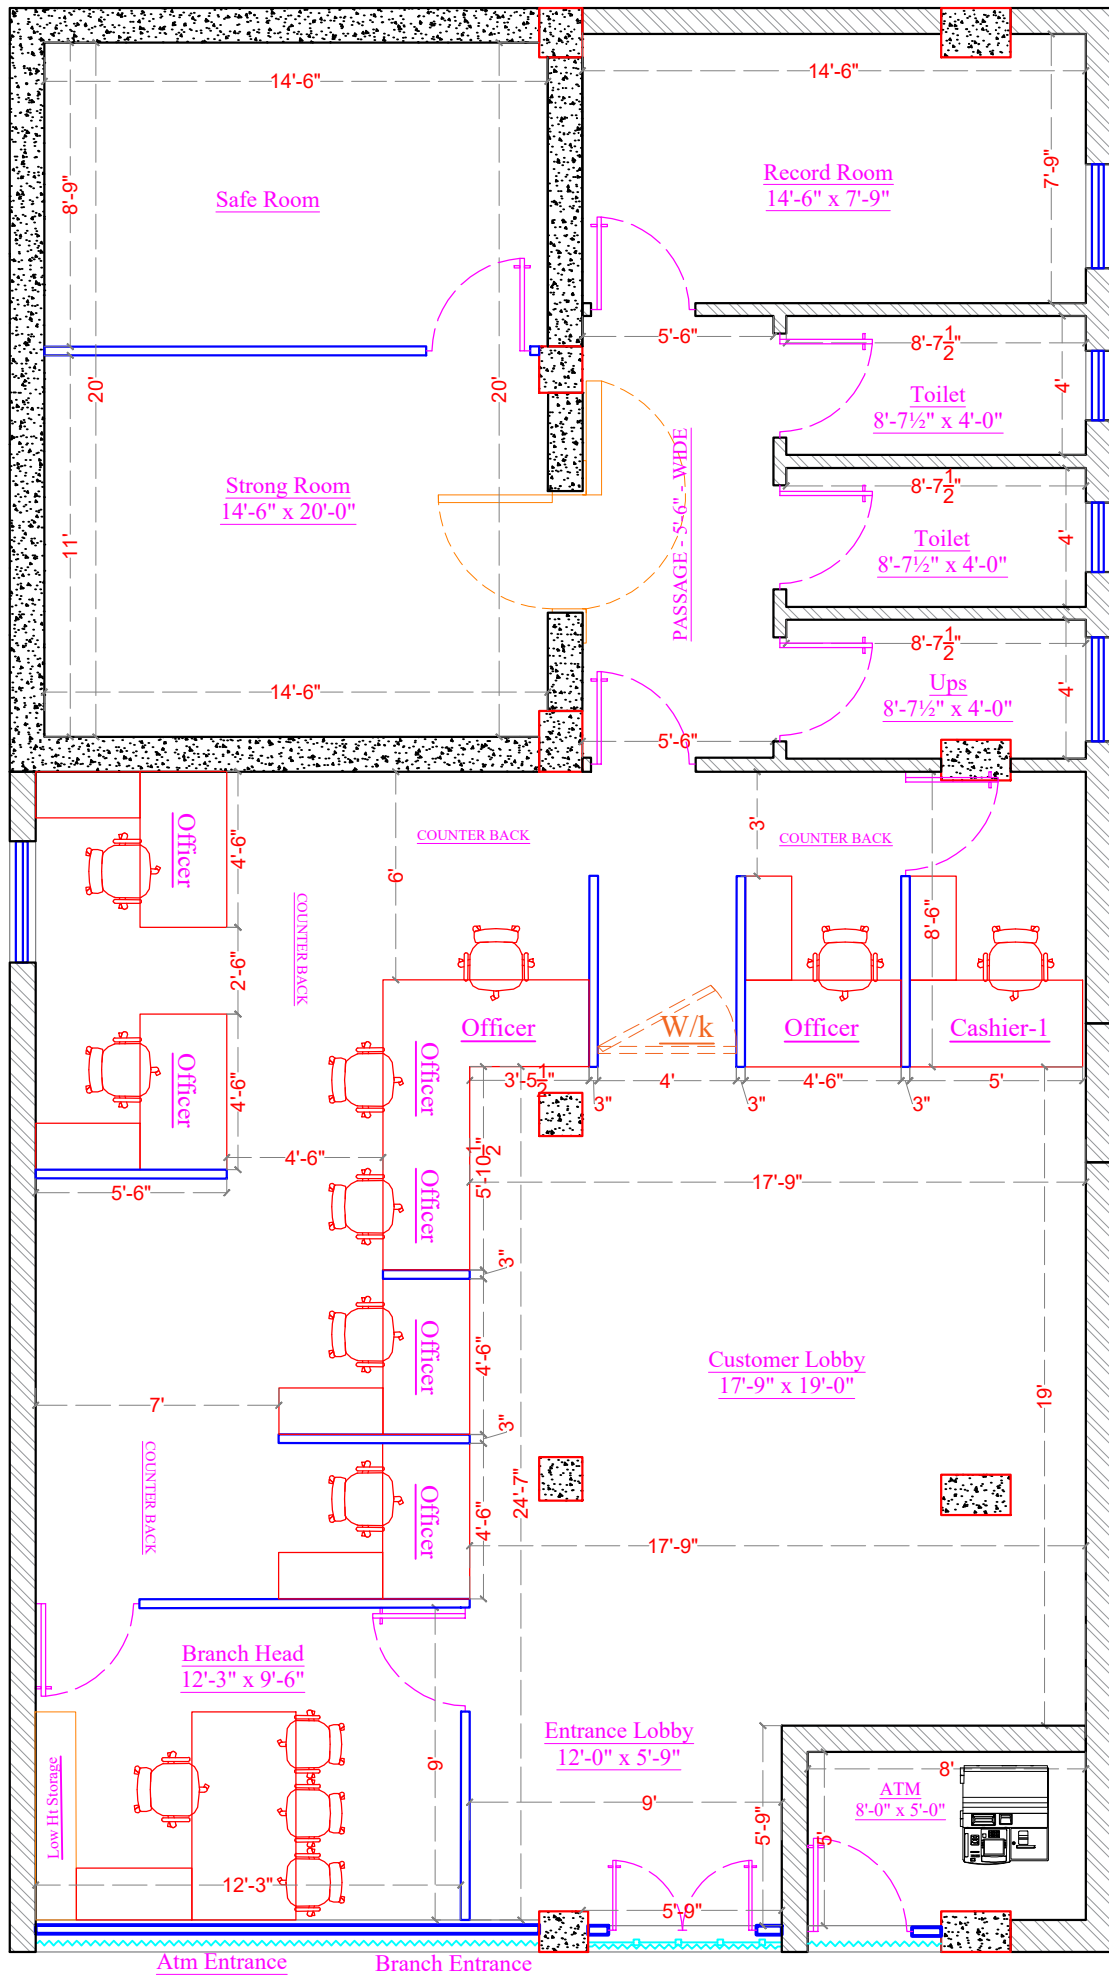 14'-6"
14'-6"
8'-9"
20'
20'
7'-9"
Safe Room
Record Room
14'-6" x 7'-9"
5'-6"
8'-7½"
Toilet
8'-7½" x 4'-0"
4'
PASSAGE - 5'-6" - WIDE
Strong Room
14'-6" x 20'-0"
11'
8'-7½"
Toilet
8'-7½" x 4'-0"
4'
8'-7½"
Ups
8'-7½" x 4'-0"
4'
14'-6"
5'-6"
Officer
4'-6"
COUNTER BACK
COUNTER BACK
3'
6'
COUNTER BACK
8'-6"
2'-6"
Officer
4'-6"
Officer
W/k
Officer
Cashier-1
Officer
3'-5½"
3"
4'
3"
4'-6"
3"
5'
4'-6"
5'-10½"
5'-6"
Officer
17'-9"
3"
Officer
4'-6"
Customer Lobby
17'-9" x 19'-0"
19'
7'
3"
COUNTER BACK
Officer
4'-6"
24'-7"
17'-9"
Branch Head
12'-3" x 9'-6"
Entrance Lobby
12'-0" x 5'-9"
Low Ht Storage
9'
9'
5'-9"
8'
ATM
8'-0" x 5'-0"
5'
12'-3"
5'-9"
Atm Entrance
Branch Entrance